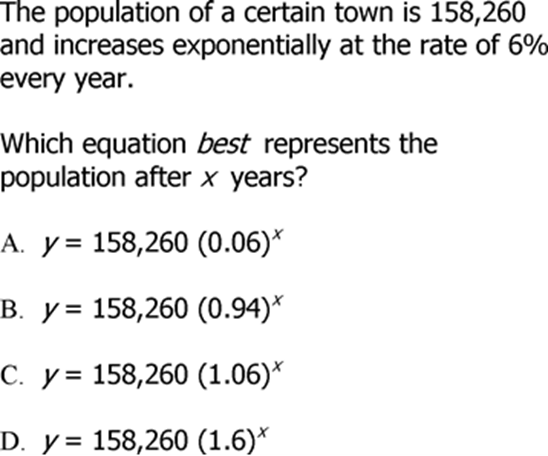 The population of a certain town is 158,260
and increases exponentially at the rate of 6%
every year.
Which equation best represents the
population after x years?
A. y = 158,260 (0.06)ˣ
B. y = 158,260 (0.94)ˣ
C. y = 158,260 (1.06)ˣ
D. y = 158,260 (1.6)ˣ